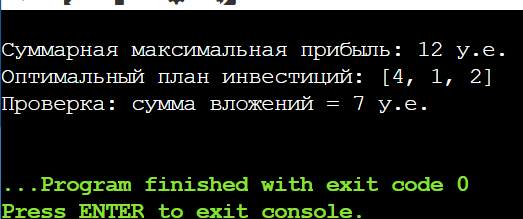 Суммарная максимальная прибыль: 12 у.е.
Оптимальный план инвестиций: [4, 1, 2]
Проверка: сумма вложений = 7 у.е.
...Program finished with exit code 0
Press ENTER to exit console.